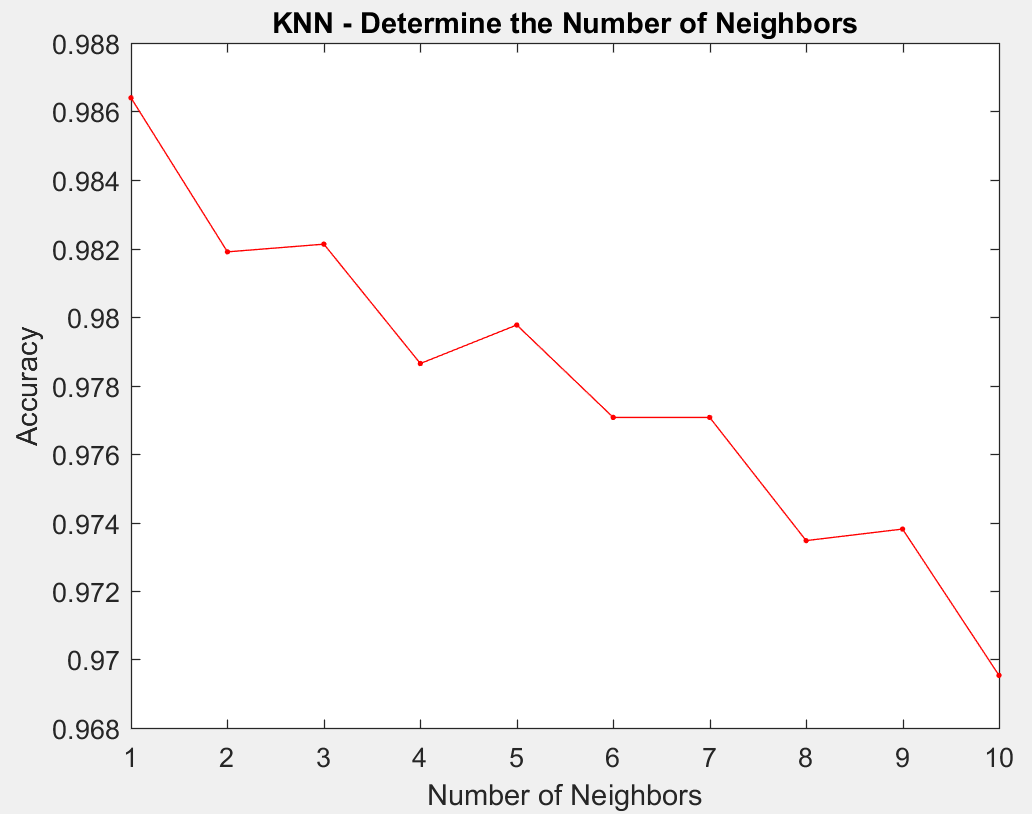 KNN - Determine the Number of Neighbors
0.988
0.986
0.984
0.982
0.98
0.978
0.976
0.974
0.972
0.97
0.968
Accuracy
1 2 3 4 5 6 7 8 9 10
Number of Neighbors